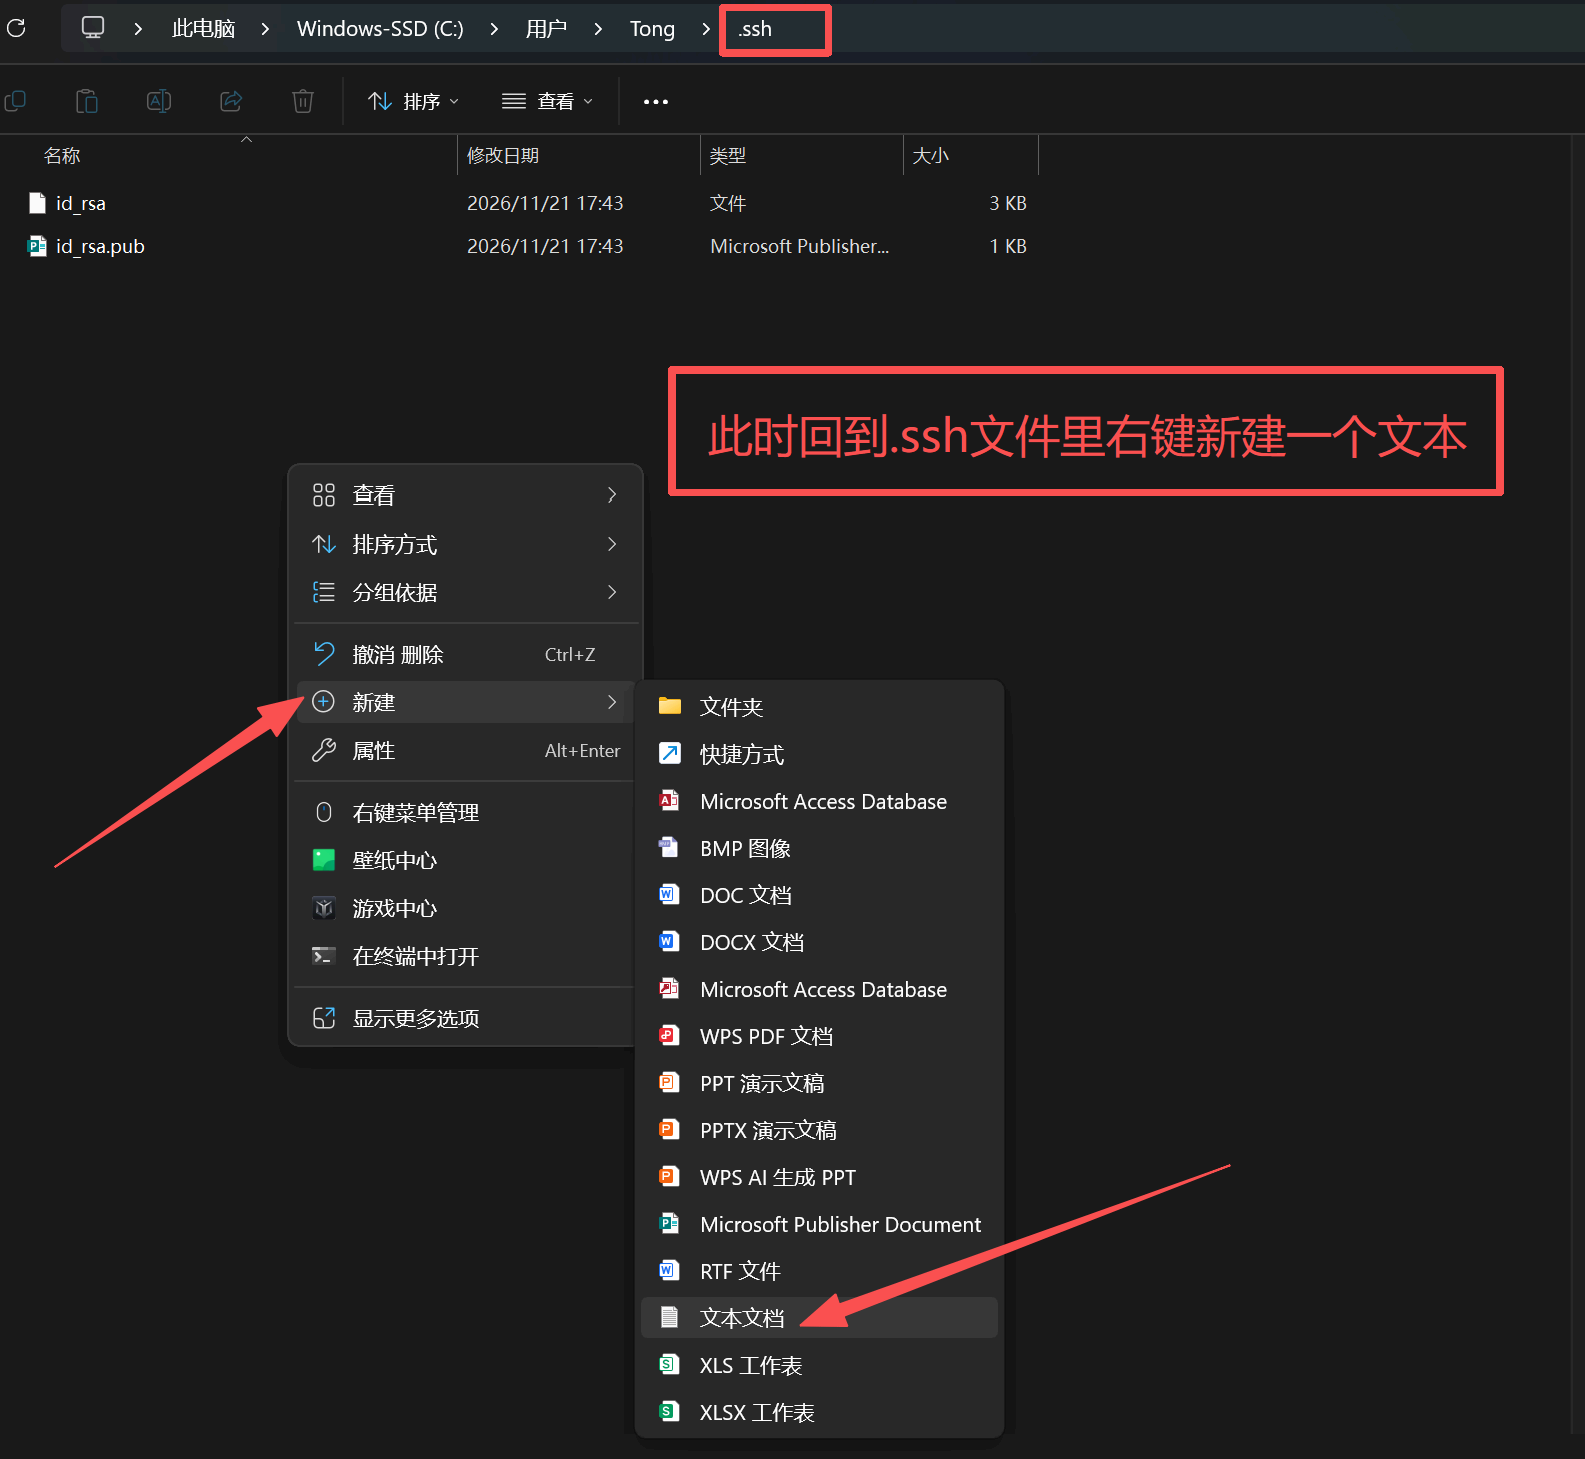 此电脑 Windows-SSD (C:) 用户 Tong .ssh
排序 查看
名称 修改日期 类型 大小
id_rsa 2026/11/21 17:43 文件 3 KB
id_rsa.pub 2026/11/21 17:43 Microsoft Publisher... 1 KB
此时回到.ssh文件里右键新建一个文本
查看
排序方式
分组依据
撤消 删除 Ctrl+Z
新建
属性 Alt+Enter
右键菜单管理
壁纸中心
游戏中心
在终端中打开
显示更多选项
文件夹
快捷方式
Microsoft Access Database
BMP 图像
DOC 文档
DOCX 文档
Microsoft Access Database
WPS PDF 文档
PPT 演示文稿
PPTX 演示文稿
WPS AI 生成 PPT
Microsoft Publisher Document
RTF 文件
文本文档
XLS 工作表
XLSX 工作表